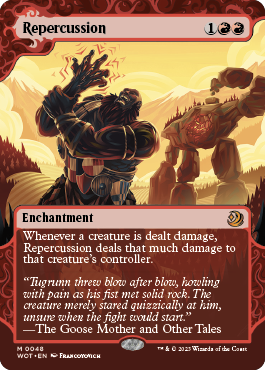 Repercussion 1
Enchantment
Whenever a creature is dealt damage,
Repercussion deals that much damage to
that creature's controller.
"Tugrunn threw blow after blow, howling
with pain as his fist met solid rock. The
creature merely stared quizzically at him,
unsure when the fight would start."
—The Goose Mother and Other Tales
M 0048
WOT • EN Francotovich
™ & © 2023 Wizards of the Coast